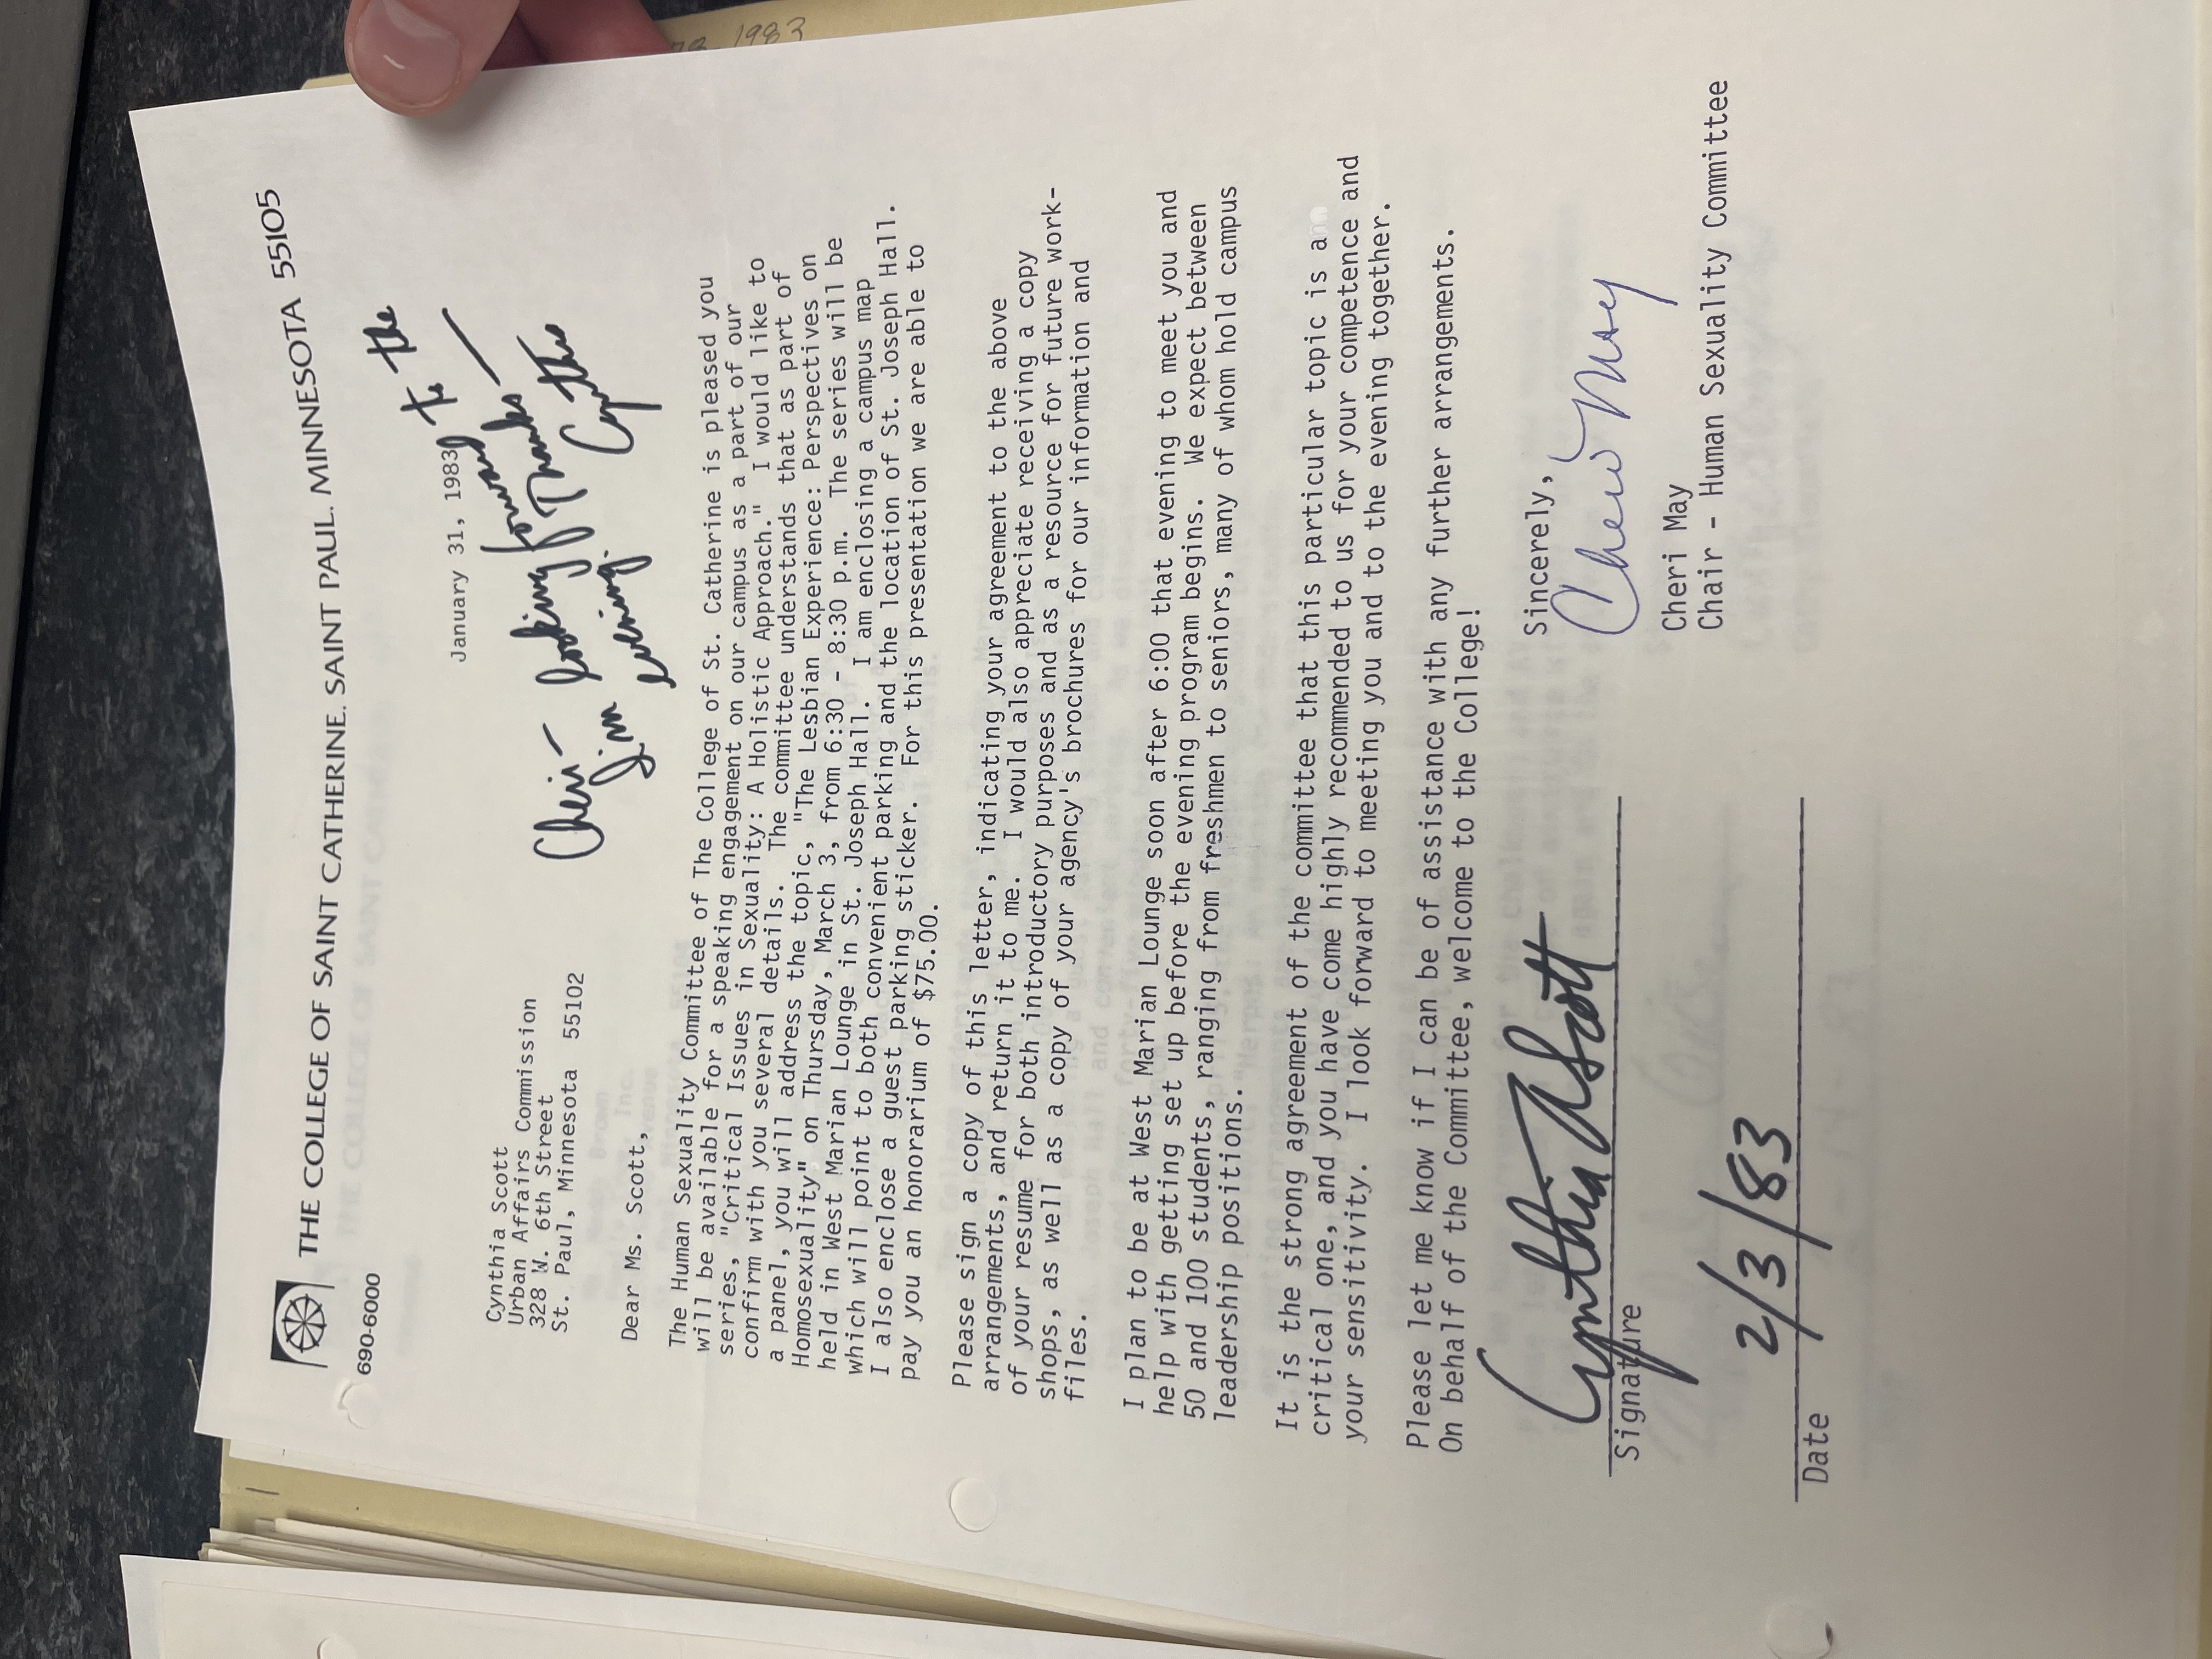 THE COLLEGE OF SAINT CATHERINE. SAINT PAUL. MINNESOTA 55105
690-6000
January 31, 1983
Cynthia Scott
Urban Affairs Commission
328 W. 6th Street
St. Paul, Minnesota 55102
Cheri -
I'm looking forward to the
evening. Thanks -
Cynthia
Dear Ms. Scott,
The Human Sexuality Committee of The College of St. Catherine is pleased you
will be available for a speaking engagement on our campus as a part of our
series, "Critical Issues in Sexuality: A Holistic Approach." I would like to
confirm with you several details. The committee understands that as part of
a panel, you will address the topic, "The Lesbian Experience: Perspectives on
Homosexuality" on Thursday, March 3, from 6:30 - 8:30 p.m. The series will be
held in West Marian Lounge in St. Joseph Hall. I am enclosing a campus map
which will point to both convenient parking and the location of St. Joseph Hall.
I also enclose a guest parking sticker. For this presentation we are able to
pay you an honorarium of $75.00.
Please sign a copy of this letter, indicating your agreement to the above
arrangements, and return it to me. I would also appreciate receiving a copy
of your resume for both introductory purposes and as a resource for future work-
shops, as well as a copy of your agency's brochures for our information and
files.
I plan to be at West Marian Lounge soon after 6:00 that evening to meet you and
help with getting set up before the evening program begins. We expect between
50 and 100 students, ranging from freshmen to seniors, many of whom hold campus
leadership positions.
It is the strong agreement of the committee that this particular topic is a
critical one, and you have come highly recommended to us for your competence and
your sensitivity. I look forward to meeting you and to the evening together.
Please let me know if I can be of assistance with any further arrangements.
On behalf of the Committee, welcome to the College!
Sincerely,
Cheri May
Cheri May
Chair - Human Sexuality Committee
Cynthia Scott
Signature
2/3/83
Date
1983